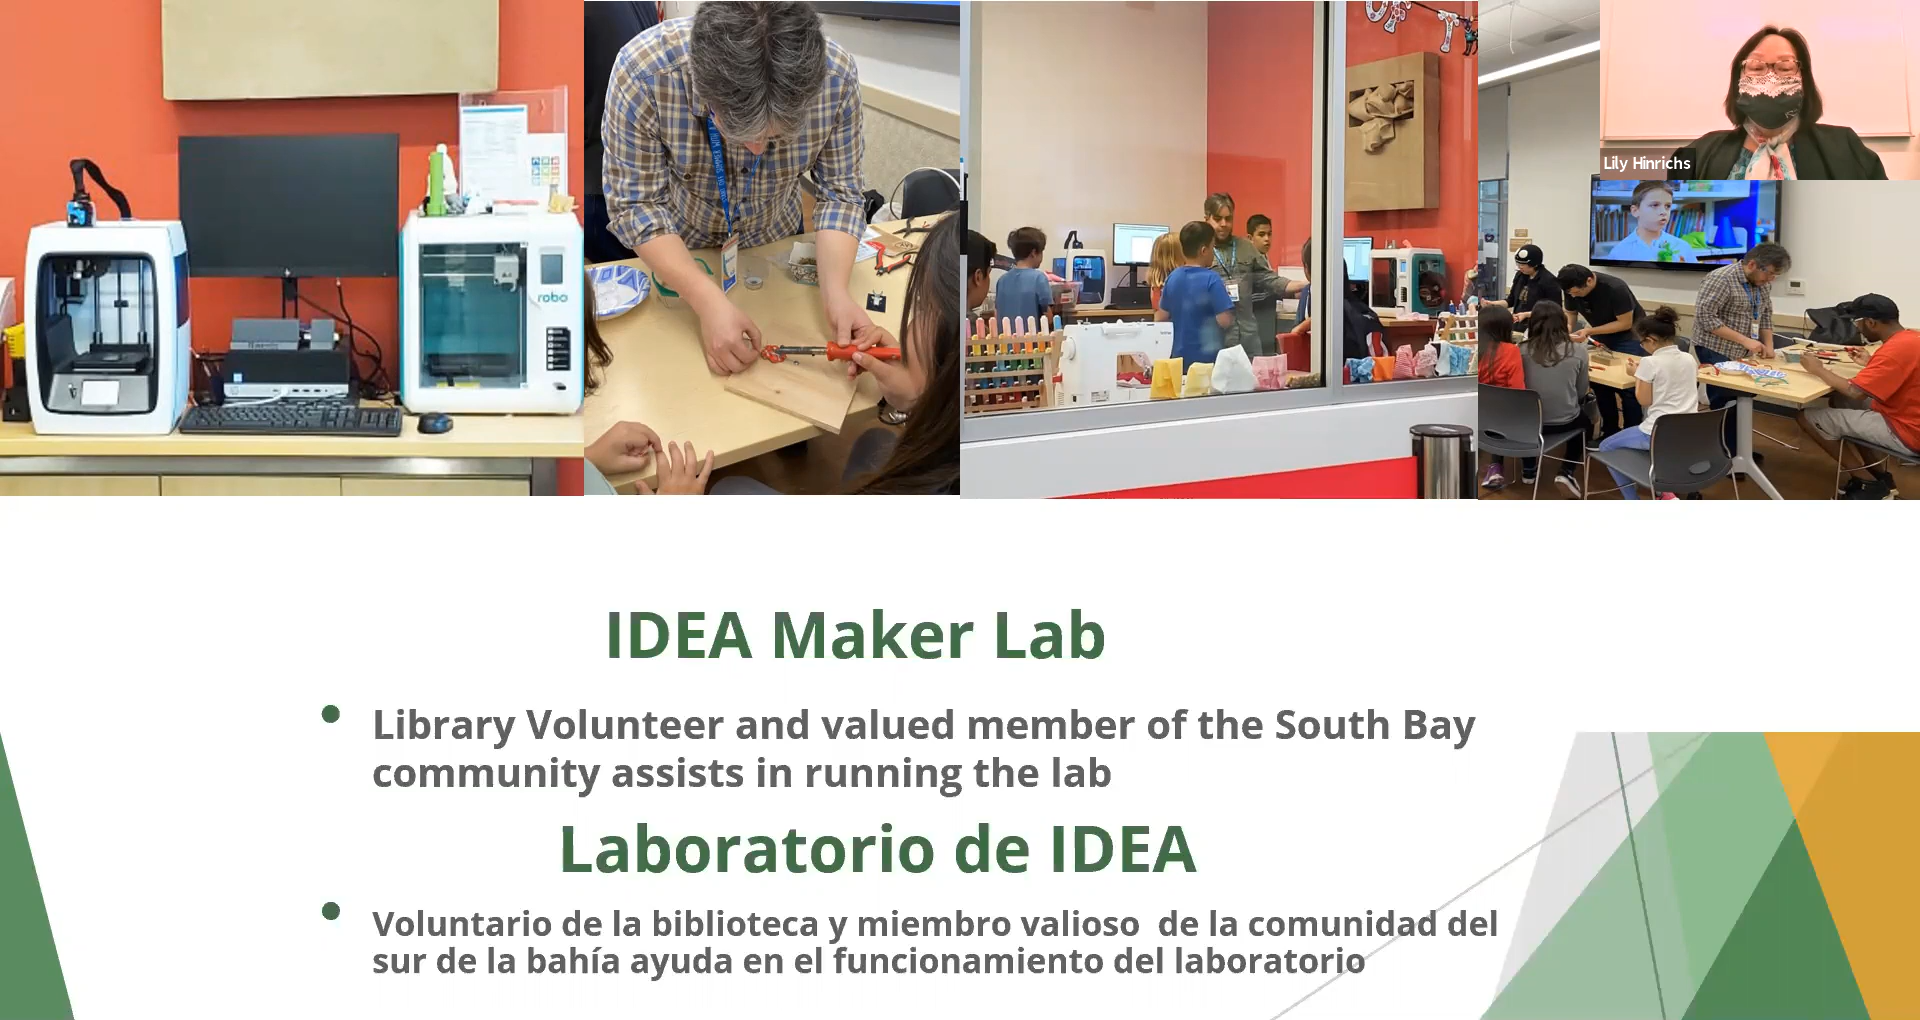 Lily Hinrichs
robo
IDEA Maker Lab
Library Volunteer and valued member of the South Bay
community assists in running the lab
Laboratorio de IDEA
Voluntario de la biblioteca y miembro valioso de la comunidad del
sur de la bahía ayuda en el funcionamiento del laboratorio